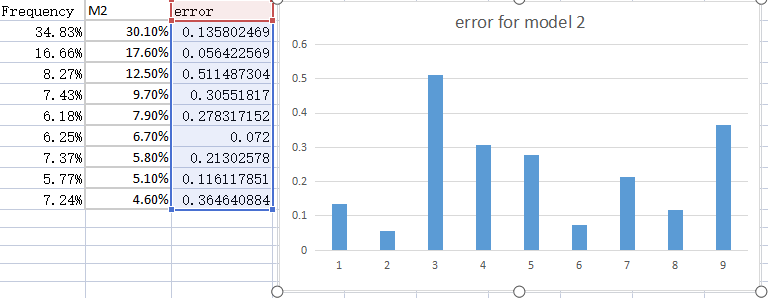 Frequency M2 error
34.83% 30.10% 0.135802469
16.66% 17.60% 0.056422569
8.27% 12.50% 0.511487304
7.43% 9.70% 0.30551817
6.18% 7.90% 0.278317152
6.25% 6.70% 0.072
7.37% 5.80% 0.21302578
5.77% 5.10% 0.116117851
7.24% 4.60% 0.364640884
error for model 2
0.6
0.5
0.4
0.3
0.2
0.1
0
1 2 3 4 5 6 7 8 9